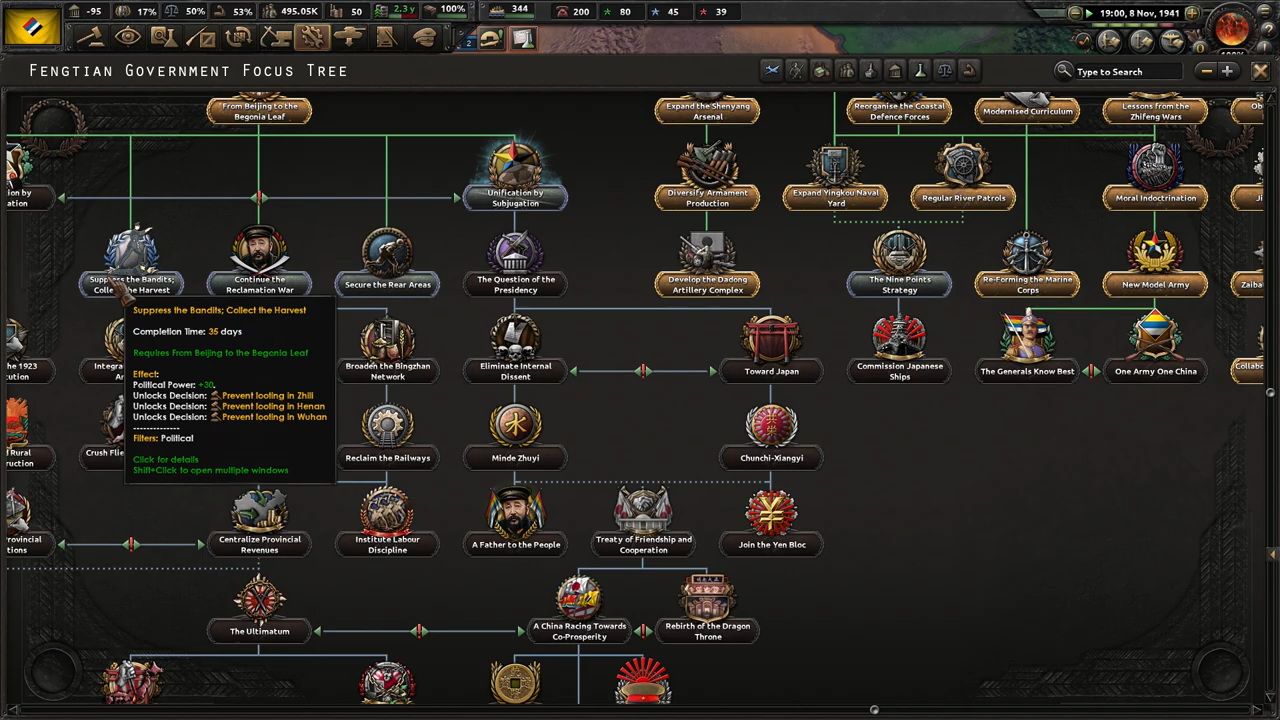 -95
17%
50%
53%
495.05K
50
2.3 y
100%
344
200
80
45
39
19:00, 8 Nov, 1941
2
0
100%
FENGTIAN GOVERNMENT FOCUS TREE
Type to Search
From Beijing to the
Begonia Leaf
Expand the Shenyang
Arsenal
Reorganise the Coastal
Defence Forces
Modernised Curriculum
Lessons from the
Zhifeng Wars
Unification by
Subjugation
Diversify Armament
Production
Expand Yingkou Naval
Yard
Regular River Patrols
Moral Indoctrination
Suppress the Bandits;
Collect the Harvest
Continue the
Reclamation War
Secure the Rear Areas
The Question of the
Presidency
Develop the Dadong
Artillery Complex
The Nine Points
Strategy
Re-Forming the Marine
Corps
New Model Army
Suppress the Bandits; Collect the Harvest
Completion Time: 35 days
Requires From Beijing to the Begonia Leaf
Effect:
Political Power: +30.
Unlocks Decision: Prevent looting in Zhili
Unlocks Decision: Prevent looting in Henan
Unlocks Decision: Prevent looting in Wuhan
--------------
Filters: Political
Click for details
Shift+Click to open multiple windows
Broaden the Bingzhan
Network
Eliminate Internal
Dissent
Toward Japan
Commission Japanese
Ships
The Generals Know Best
One Army One China
Reclaim the Railways
Minde Zhuyi
Chunchi-Xiangyi
Centralize Provincial
Revenues
Institute Labour
Discipline
A Father to the People
Treaty of Friendship and
Cooperation
Join the Yen Bloc
The Ultimatum
A China Racing Towards
Co-Prosperity
Rebirth of the Dragon
Throne